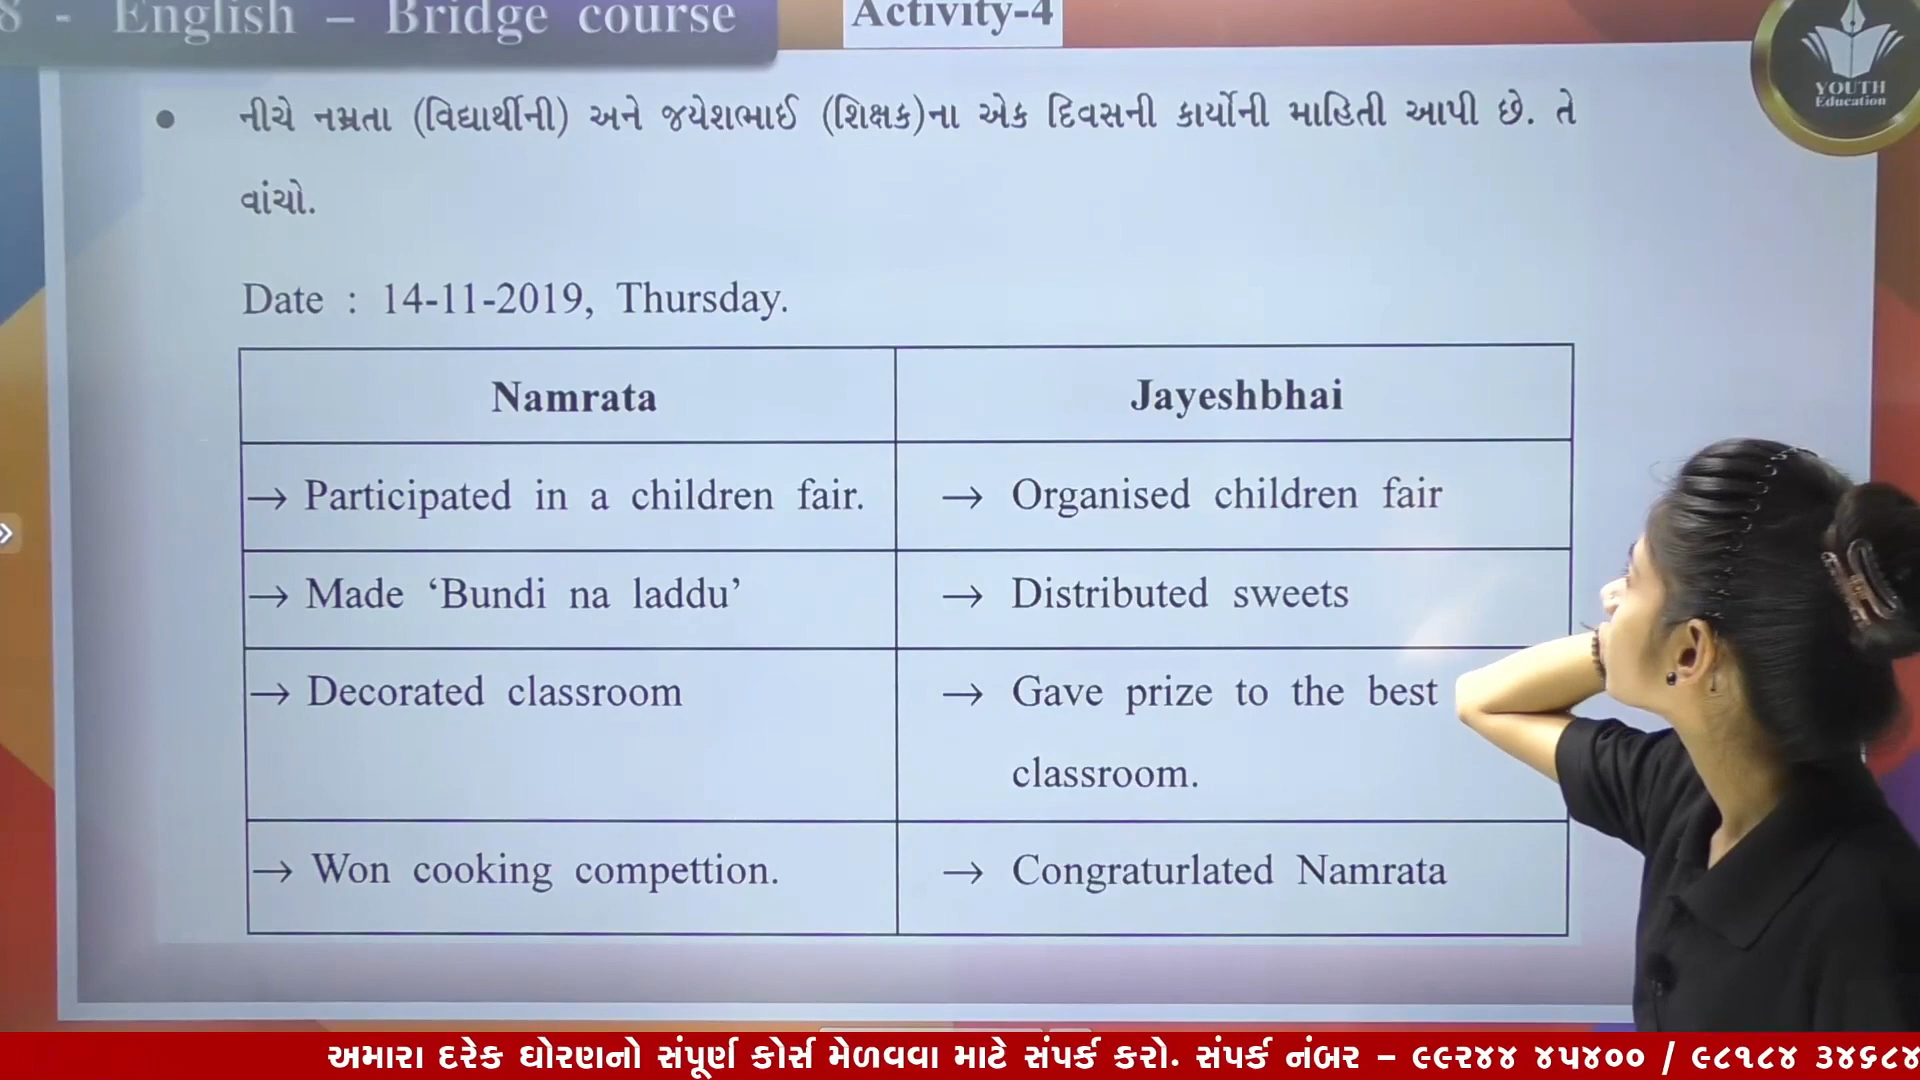 8 - English – Bridge course
Activity-4
YOUTH
Education
નીચે નમ્રતા (વિદ્યાર્થીની) અને જયેશભાઈ (શિક્ષક)ના એક દિવસની કાર્યોની માહિતી આપી છે. તે
વાંચો.
Date : 14-11-2019, Thursday.
Namrata
Jayeshbhai
→ Participated in a children fair.
→ Organised children fair
→ Made ‘Bundi na laddu’
→ Distributed sweets
→ Decorated classroom
→ Gave prize to the best
classroom.
→ Won cooking compettion.
→ Congraturlated Namrata
અમારા દરેક ધોરણનો સંપૂર્ણ કોર્સ મેળવવા માટે સંપર્ક કરો. સંપર્ક નંબર – ૯૯૨૪૪ ૪૫૪૦૦ / ૯૮૧૮૪ ૩૪૬૮૪